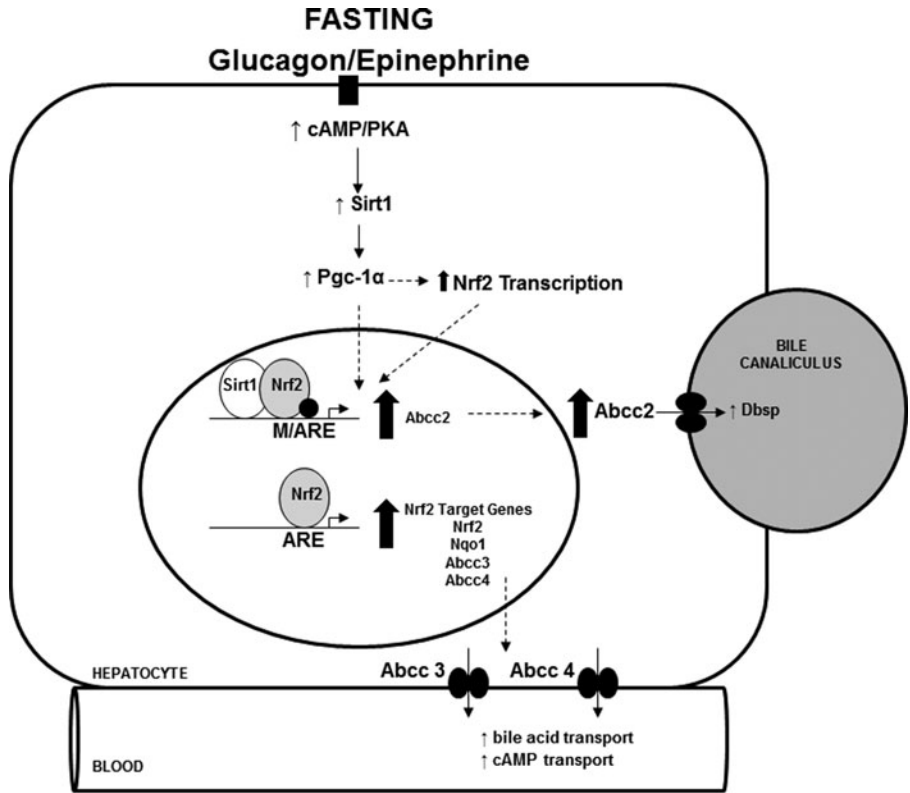 FASTING
Glucagon/Epinephrine
↑ cAMP/PKA
↑ Sirt1
↑ Pgc-1α
↑ Nrf2 Transcription
BILE
CANALICULUS
Sirt1
Nrf2
M/ARE
Abcc2
Abcc2
↑ Dbsp
Nrf2
ARE
Nrf2 Target Genes
Nrf2
Nqo1
Abcc3
Abcc4
HEPATOCYTE
Abcc 3
Abcc 4
↑ bile acid transport
↑ cAMP transport
BLOOD